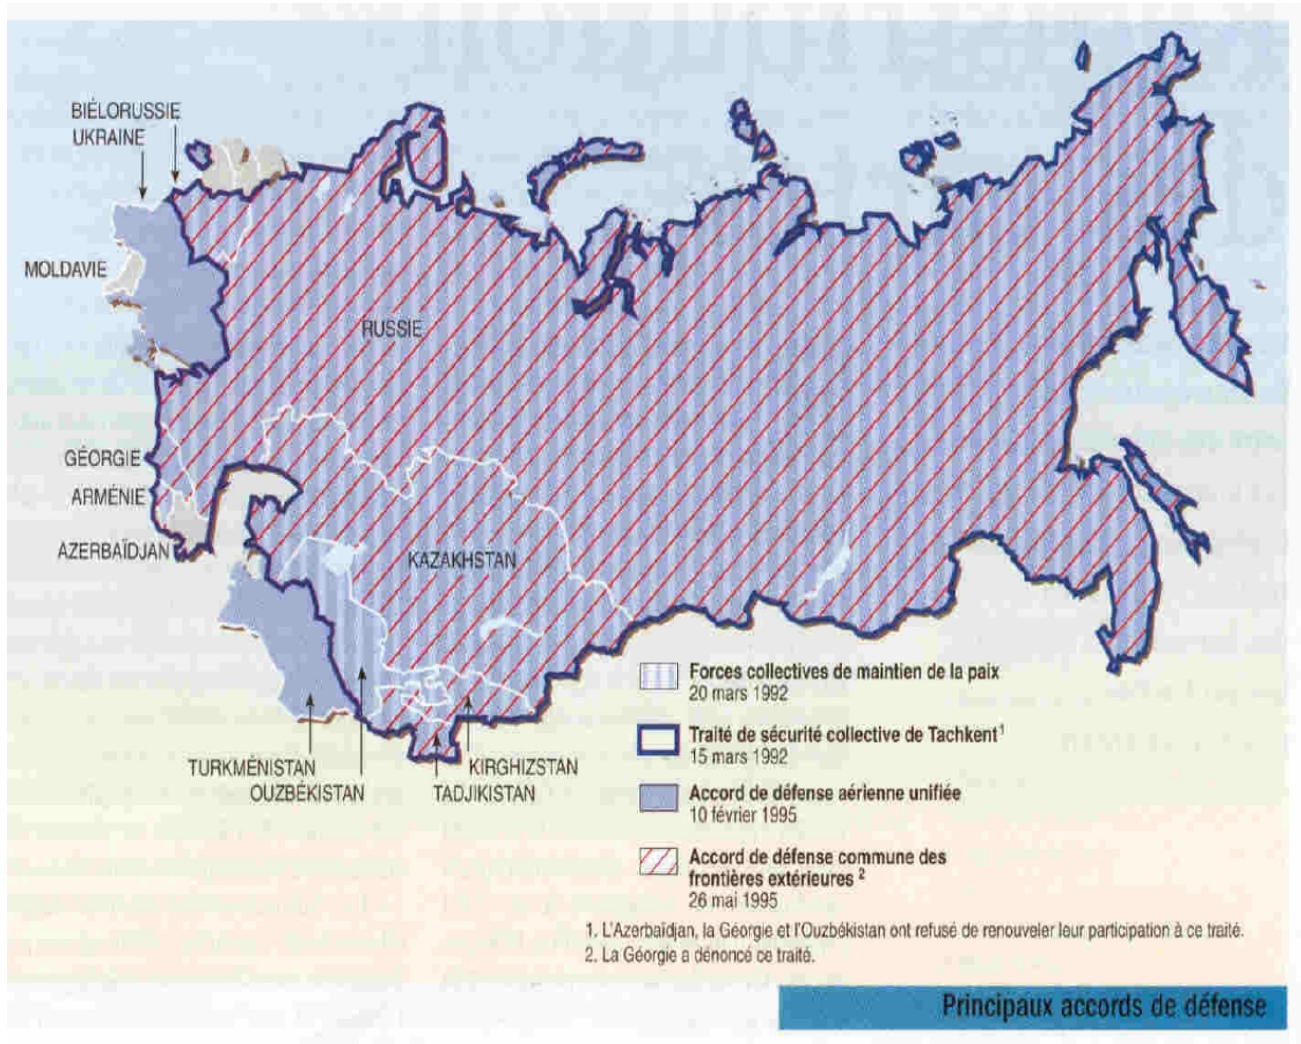 BIÉLORUSSIE
UKRAINE
MOLDAVIE
RUSSIE
GÉORGIE
ARMÉNIE
AZERBAÏDJAN
KAZAKHSTAN
TURKMÉNISTAN
OUZBÉKISTAN
KIRGHIZSTAN
TADJIKISTAN
Forces collectives de maintien de la paix
20 mars 1992
Traité de sécurité collective de Tachkent¹
15 mars 1992
Accord de défense aérienne unifiée
10 février 1995
Accord de défense commune des
frontières extérieures ²
26 mai 1995
1. L'Azerbaïdjan, la Géorgie et l'Ouzbékistan ont refusé de renouveler leur participation à ce traité.
2. La Géorgie a dénoncé ce traité.
Principaux accords de défense